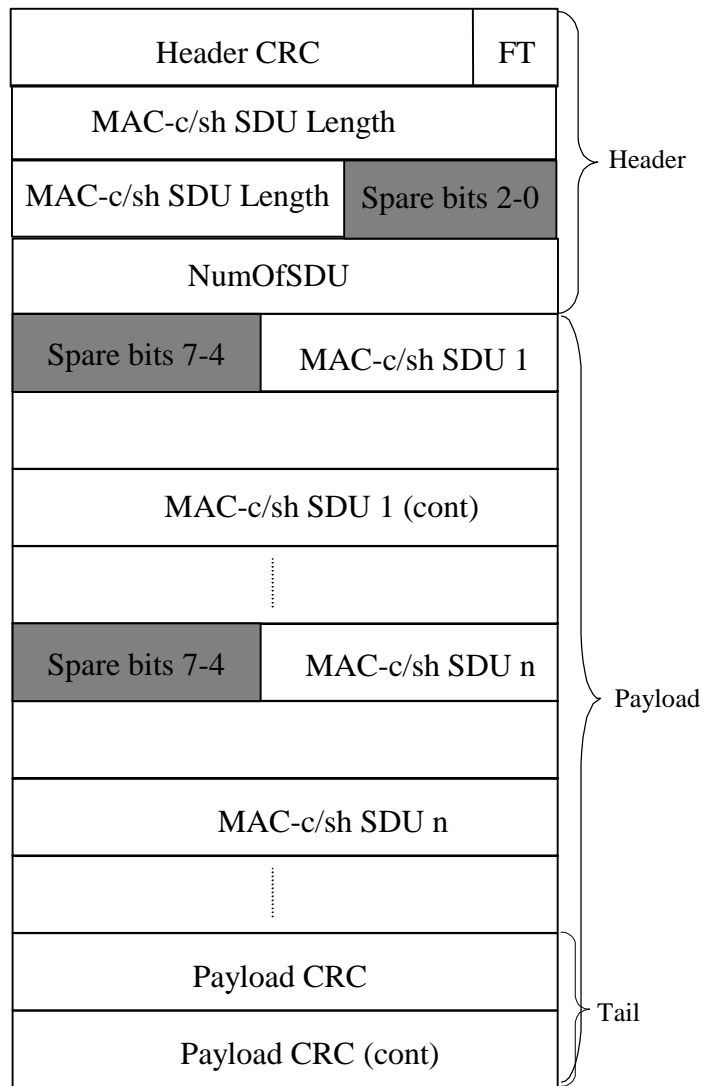 Header CRC FT
MAC-c/sh SDU Length
Header
MAC-c/sh SDU Length Spare bits 2-0
NumOfSDU
Spare bits 7-4 MAC-c/sh SDU 1
MAC-c/sh SDU 1 (cont)
Spare bits 7-4 MAC-c/sh SDU n
Payload
MAC-c/sh SDU n
Payload CRC
Tail
Payload CRC (cont)